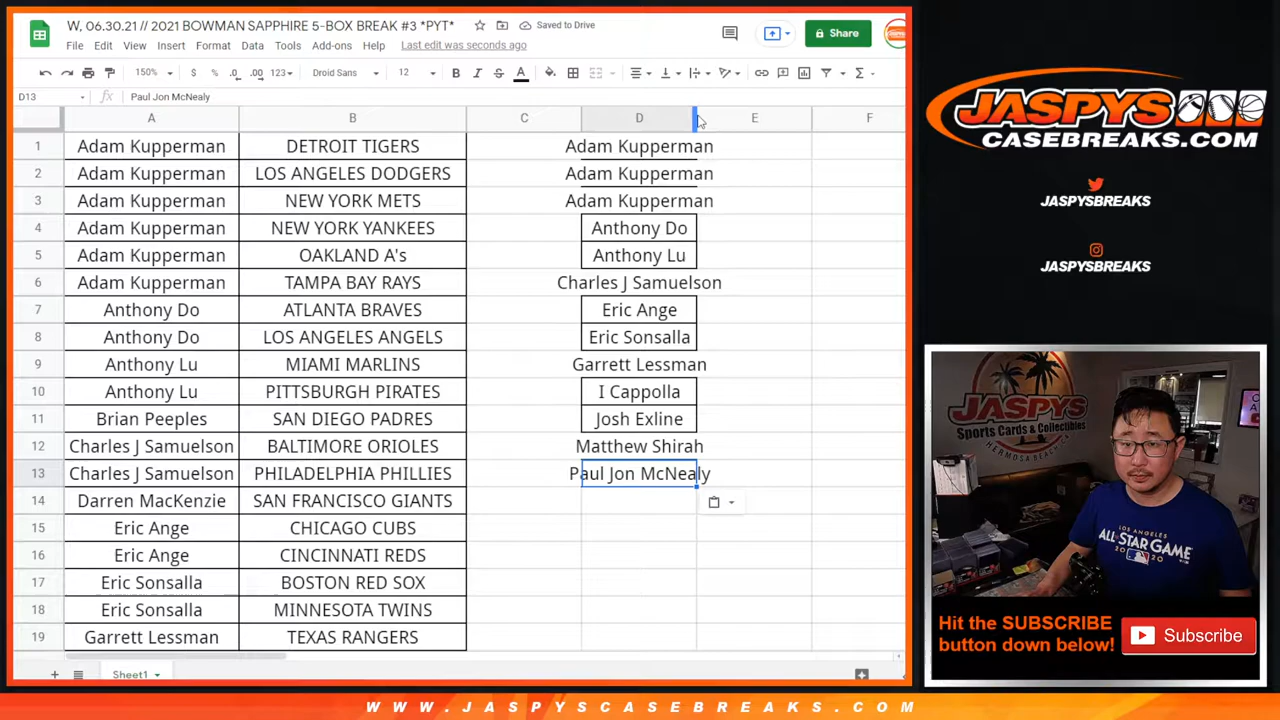 W, 06.30.21 // 2021 BOWMAN SAPPHIRE 5-BOX BREAK #3 *PYT*
Saved to Drive
File Edit View Insert Format Data Tools Add-ons Help Last edit was seconds ago
Share
150% $ % .0 .00 123 Droid Sans 12 B I S A
D13 fx Paul Jon McNealy
A B C D E F
1 Adam Kupperman DETROIT TIGERS Adam Kupperman
2 Adam Kupperman LOS ANGELES DODGERS Adam Kupperman
3 Adam Kupperman NEW YORK METS Adam Kupperman
4 Adam Kupperman NEW YORK YANKEES Anthony Do
5 Adam Kupperman OAKLAND A's Anthony Lu
6 Adam Kupperman TAMPA BAY RAYS Charles J Samuelson
7 Anthony Do ATLANTA BRAVES Eric Ange
8 Anthony Do LOS ANGELES ANGELS Eric Sonsalla
9 Anthony Lu MIAMI MARLINS Garrett Lessman
10 Anthony Lu PITTSBURGH PIRATES I Cappolla
11 Brian Peeples SAN DIEGO PADRES Josh Exline
12 Charles J Samuelson BALTIMORE ORIOLES Matthew Shirah
13 Charles J Samuelson PHILADELPHIA PHILLIES Paul Jon McNealy
14 Darren MacKenzie SAN FRANCISCO GIANTS
15 Eric Ange CHICAGO CUBS
16 Eric Ange CINCINNATI REDS
17 Eric Sonsalla BOSTON RED SOX
18 Eric Sonsalla MINNESOTA TWINS
19 Garrett Lessman TEXAS RANGERS
Sheet1
JASPYS
CASEBREAKS.COM
JASPYSBREAKS
JASPYSBREAKS
JASPYS
Sports Cards & Collectibles
HERMOSA BEACH
LOS ANGELES
ALL STAR GAME
2020
Hit the SUBSCRIBE
button down below!
Subscribe
WWW.JASPYSCASEBREAKS.COM